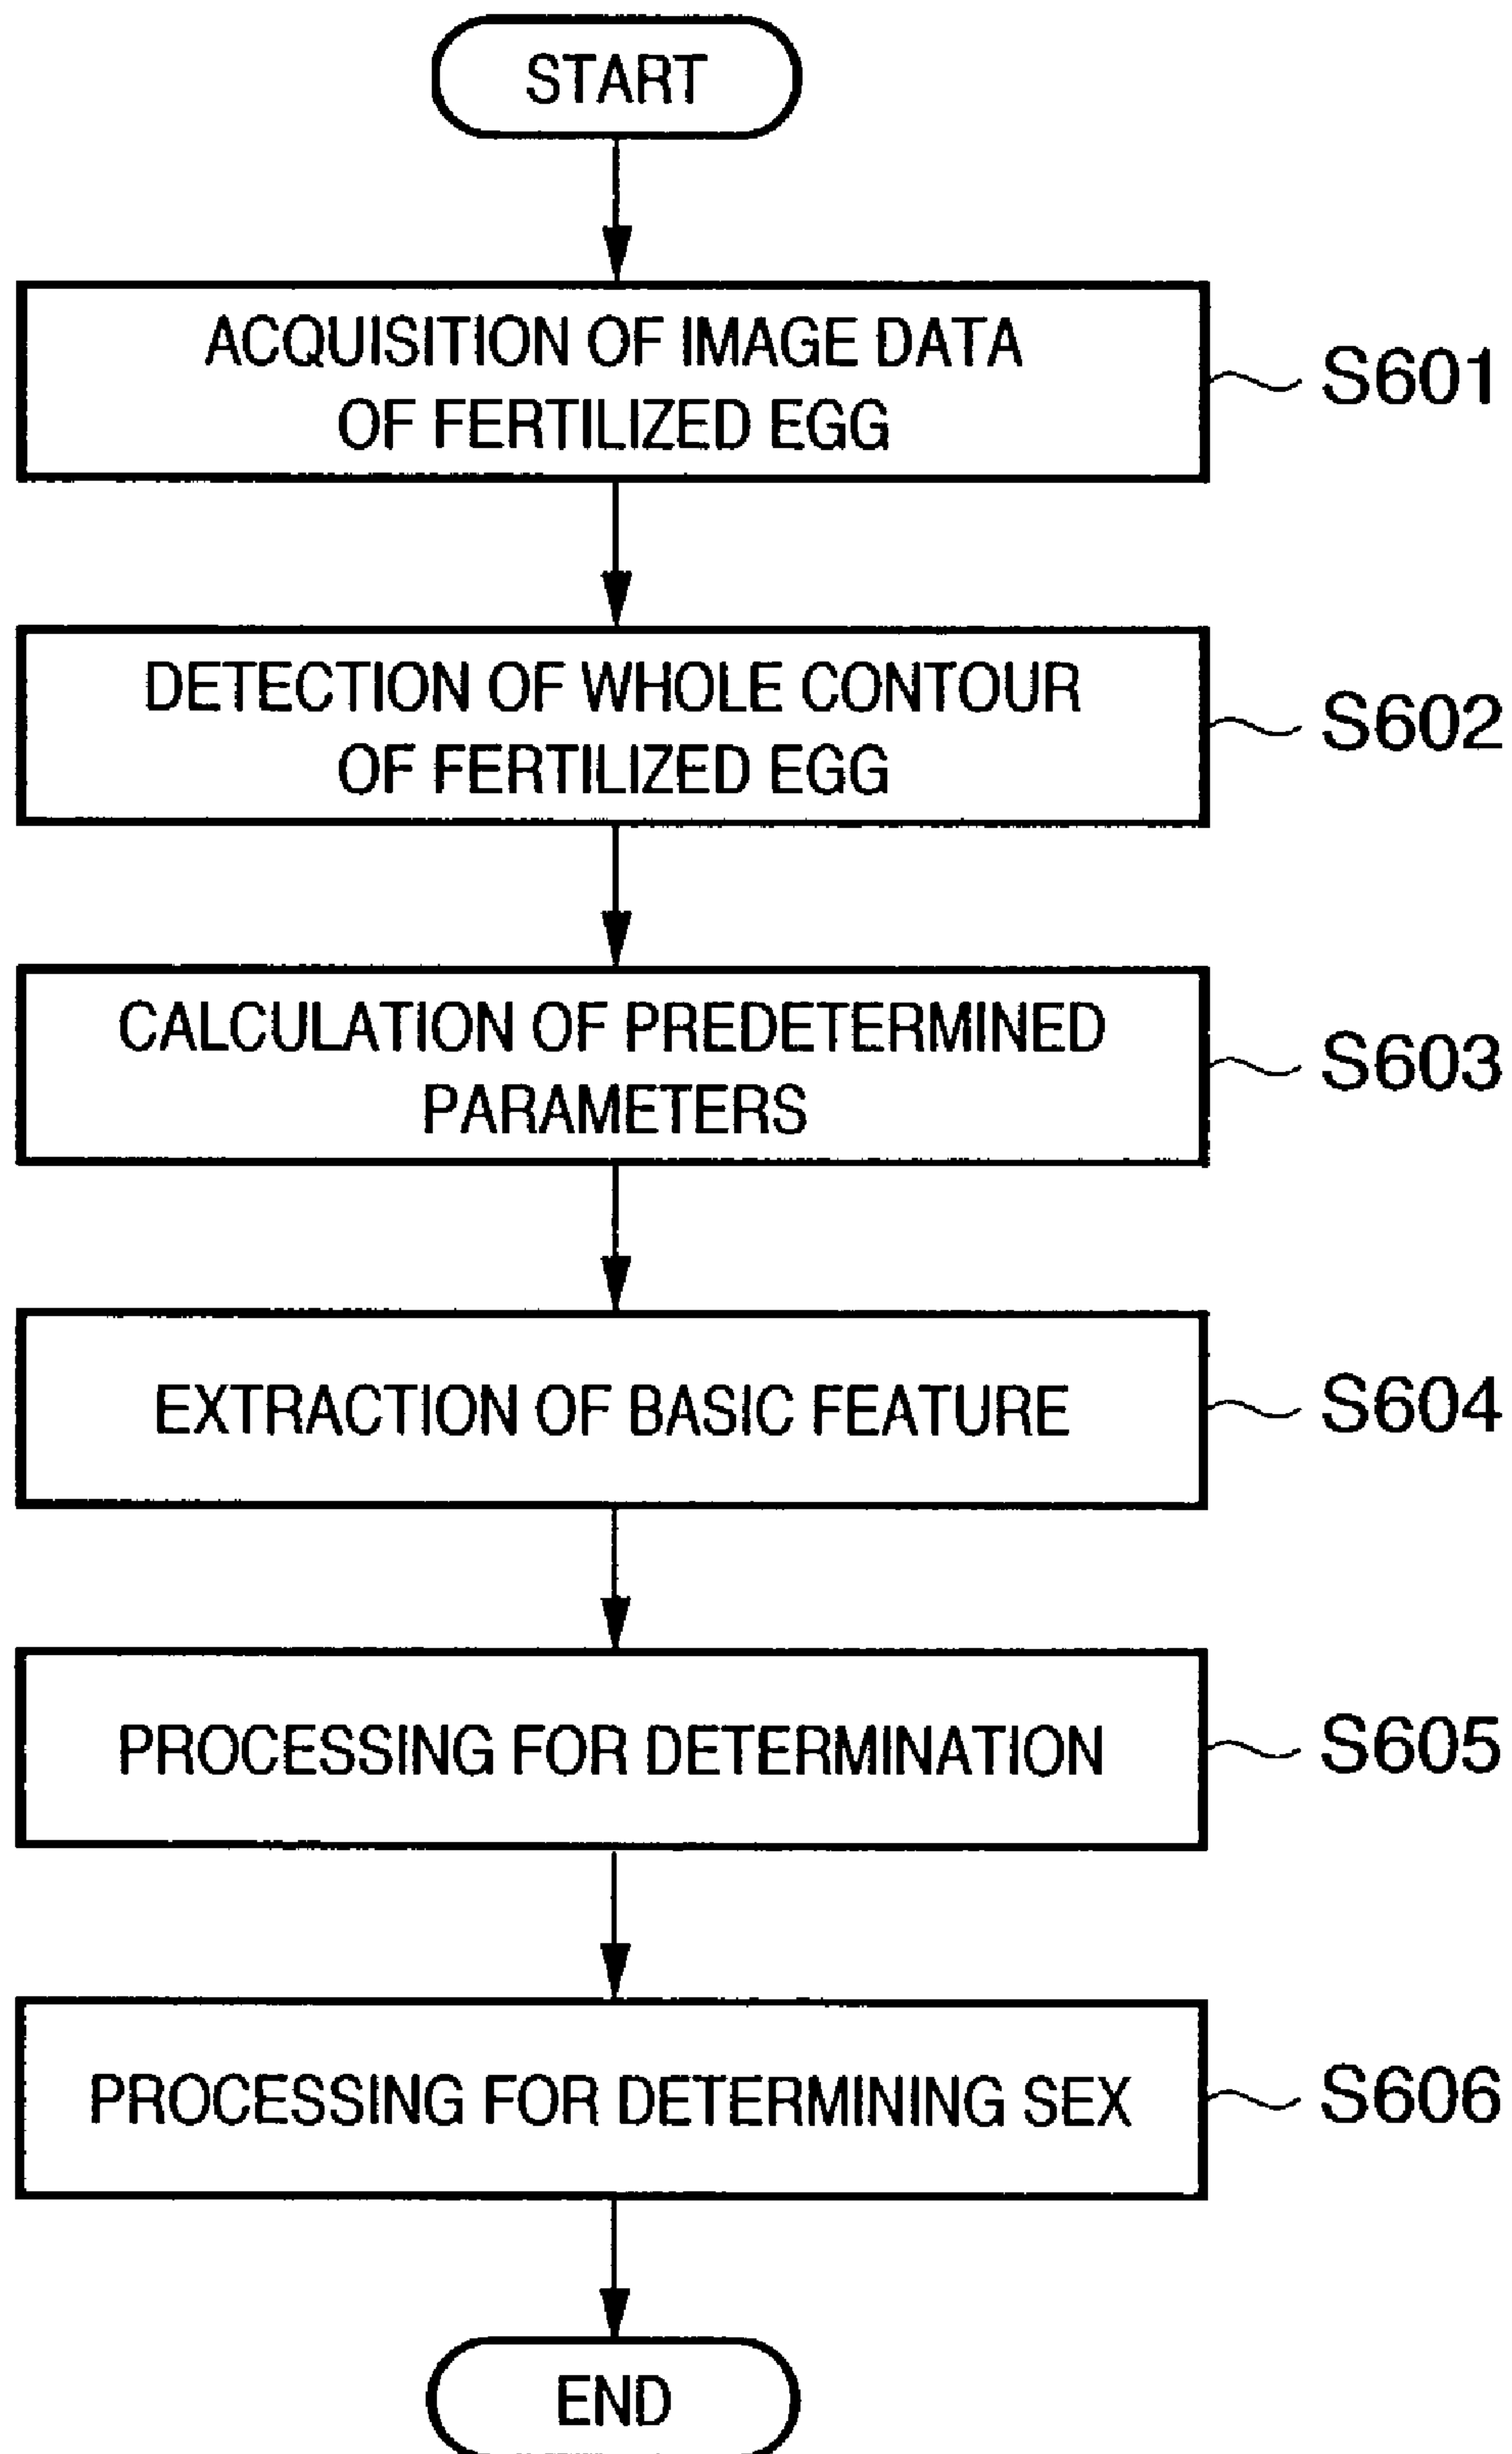 START
ACQUISITION OF IMAGE DATA
OF FERTILIZED EGG
S601
DETECTION OF WHOLE CONTOUR
OF FERTILIZED EGG
S602
CALCULATION OF PREDETERMINED
PARAMETERS
S603
EXTRACTION OF BASIC FEATURE
S604
PROCESSING FOR DETERMINATION
S605
PROCESSING FOR DETERMINING SEX
S606
END